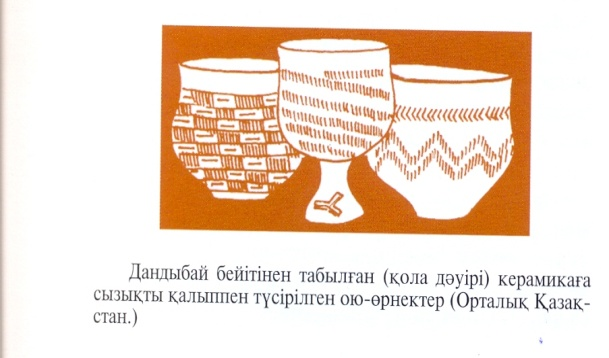 Дандыбай бейітінен табылған (қола дәуірі) керамикаға
сызықты қалыппен түсірілген ою-өрнектер (Орталық Қазақ-
стан.)